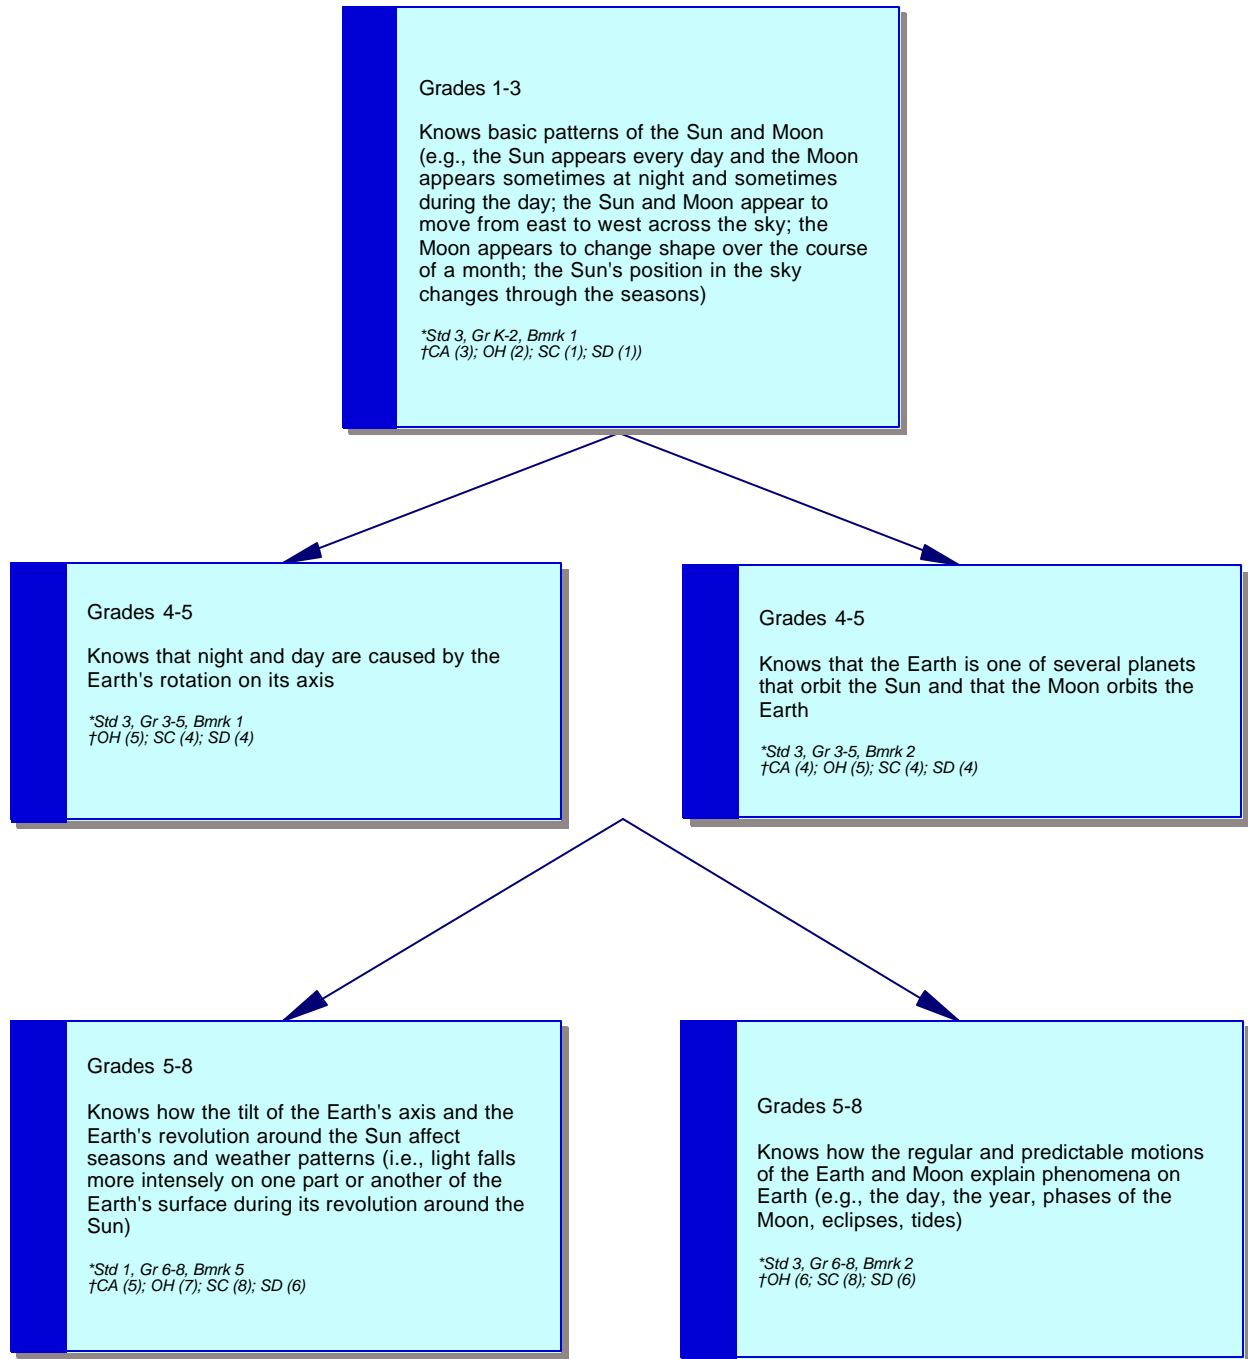 Grades 1-3
Knows basic patterns of the Sun and Moon
(e.g., the Sun appears every day and the Moon
appears sometimes at night and sometimes
during the day; the Sun and Moon appear to
move from east to west across the sky; the
Moon appears to change shape over the course
of a month; the Sun's position in the sky
changes through the seasons)
*Std 3, Gr K-2, Bmrk 1
†CA (3); OH (2); SC (1); SD (1))
Grades 4-5
Knows that night and day are caused by the
Earth's rotation on its axis
*Std 3, Gr 3-5, Bmrk 1
†OH (5); SC (4); SD (4)
Grades 4-5
Knows that the Earth is one of several planets
that orbit the Sun and that the Moon orbits the
Earth
*Std 3, Gr 3-5, Bmrk 2
†CA (4); OH (5); SC (4); SD (4)
Grades 5-8
Knows how the tilt of the Earth's axis and the
Earth's revolution around the Sun affect
seasons and weather patterns (i.e., light falls
more intensely on one part or another of the
Earth's surface during its revolution around the
Sun)
*Std 1, Gr 6-8, Bmrk 5
†CA (5); OH (7); SC (8); SD (6)
Grades 5-8
Knows how the regular and predictable motions
of the Earth and Moon explain phenomena on
Earth (e.g., the day, the year, phases of the
Moon, eclipses, tides)
*Std 3, Gr 6-8, Bmrk 2
†OH (6; SC (8); SD (6)